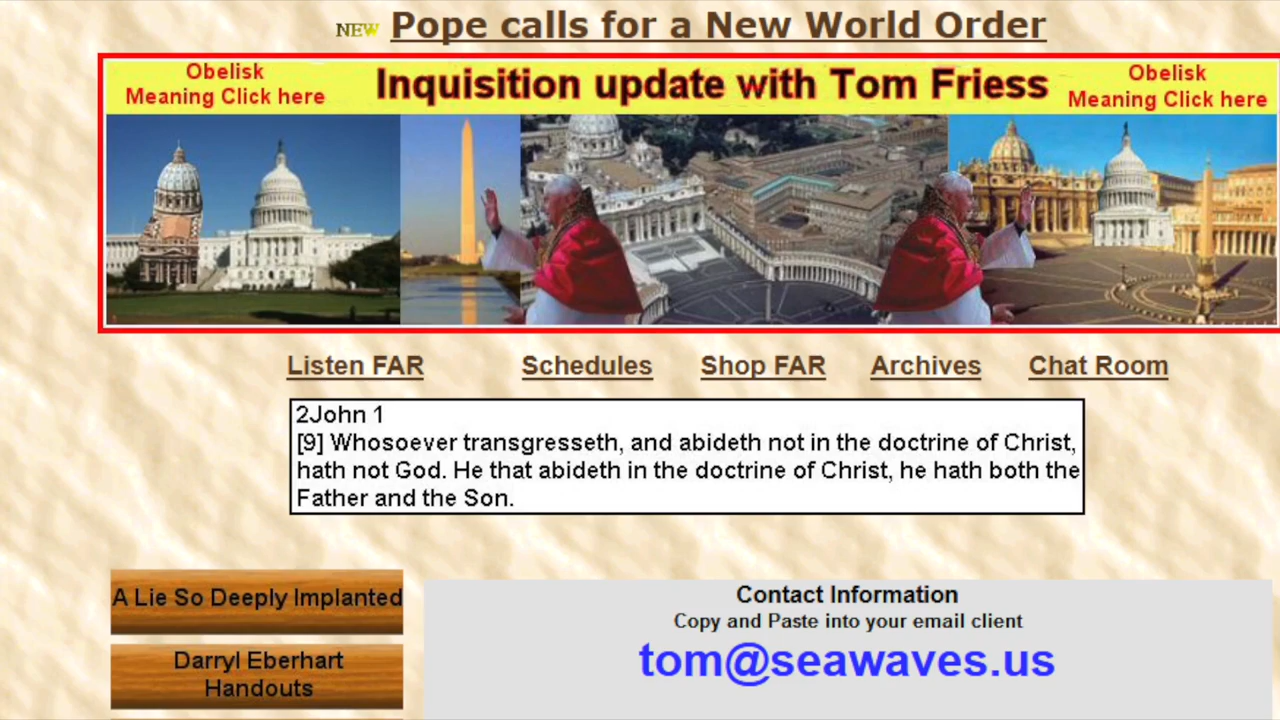 NEW Pope calls for a New World Order
Obelisk
Meaning Click here
Inquisition update with Tom Friess
Obelisk
Meaning Click here
Listen FAR Schedules Shop FAR Archives Chat Room
2John 1
[9] Whosoever transgresseth, and abideth not in the doctrine of Christ,
hath not God. He that abideth in the doctrine of Christ, he hath both the
Father and the Son.
A Lie So Deeply Implanted
Darryl Eberhart
Handouts
Contact Information
Copy and Paste into your email client
tom@seawaves.us